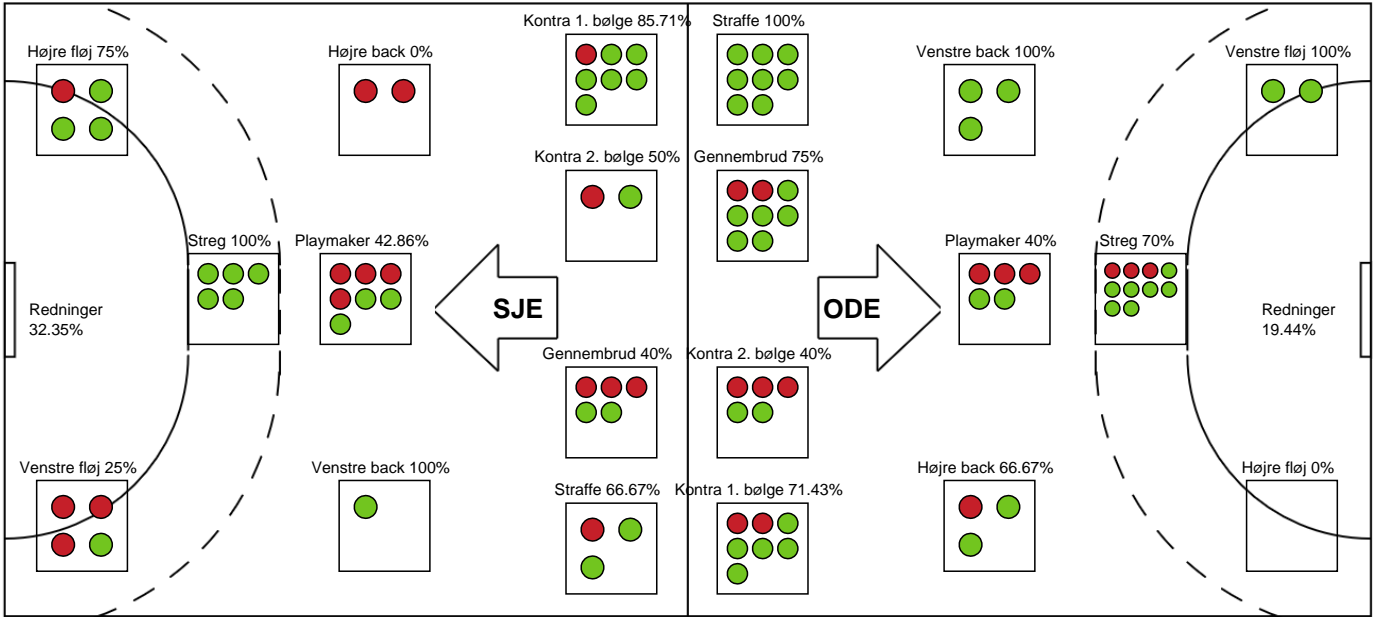 Kontra 1. bølge 85.71%
Straffe 100%
Højre fløj 75%
Højre back 0%
Venstre back 100%
Venstre fløj 100%
Kontra 2. bølge 50%
Gennembrud 75%
Streg 100%
Playmaker 42.86%
Playmaker 40%
Streg 70%
Redninger
32.35%
SJE
ODE
Redninger
19.44%
Gennembrud 40%
Kontra 2. bølge 40%
Venstre fløj 25%
Venstre back 100%
Højre back 66.67%
Højre fløj 0%
Straffe 66.67%
Kontra 1. bølge 71.43%